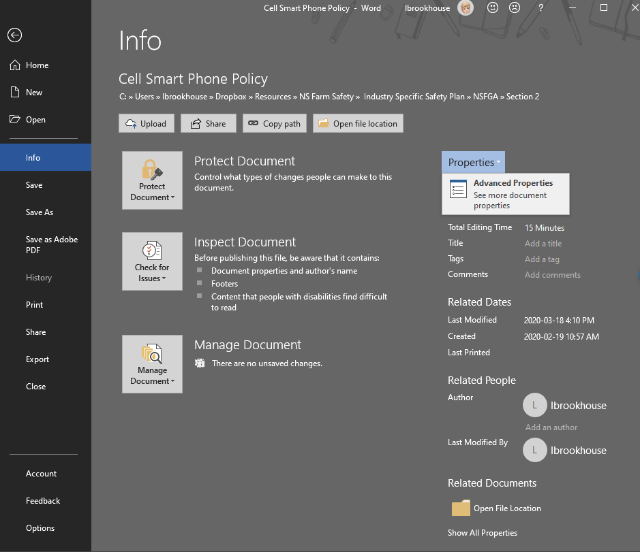 Cell Smart Phone Policy - Word
lbrookhouse
?
Info
Home
New
Open
Info
Save
Save As
Save as Adobe
PDF
History
Print
Share
Export
Close
Account
Feedback
Options
Cell Smart Phone Policy
C: » Users » lbrookhouse » Dropbox » Resources » NS Farm Safety » Industry Specific Safety Plan » NSFGA » Section 2
Upload
Share
Copy path
Open file location
Protect
Document
Protect Document
Control what types of changes people can make to this
document.
Check for
Issues
Inspect Document
Before publishing this file, be aware that it contains:
Document properties and author's name
Footers
Content that people with disabilities find difficult
to read
Manage
Document
Manage Document
There are no unsaved changes.
Properties
Advanced Properties
See more document
properties
Total Editing Time 15 Minutes
Title Add a title
Tags Add a tag
Comments Add comments
Related Dates
Last Modified 2020-03-18 4:10 PM
Created 2020-02-19 10:57 AM
Last Printed
Related People
Author L lbrookhouse
Add an author
Last Modified By L lbrookhouse
Related Documents
Open File Location
Show All Properties